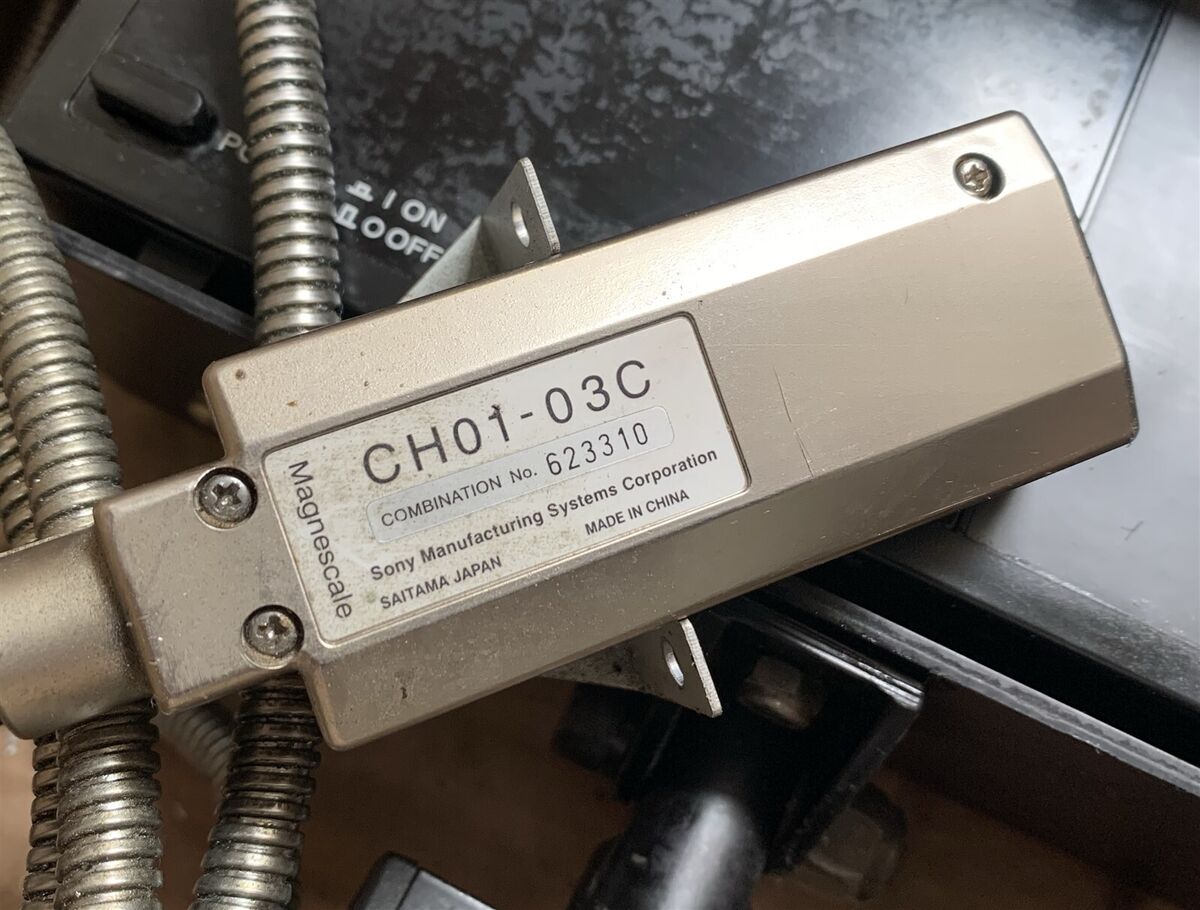 I ON
O OFF
Magnescale
CH01-03C
COMBINATION No. 623310
Sony Manufacturing Systems Corporation
SAITAMA JAPAN MADE IN CHINA